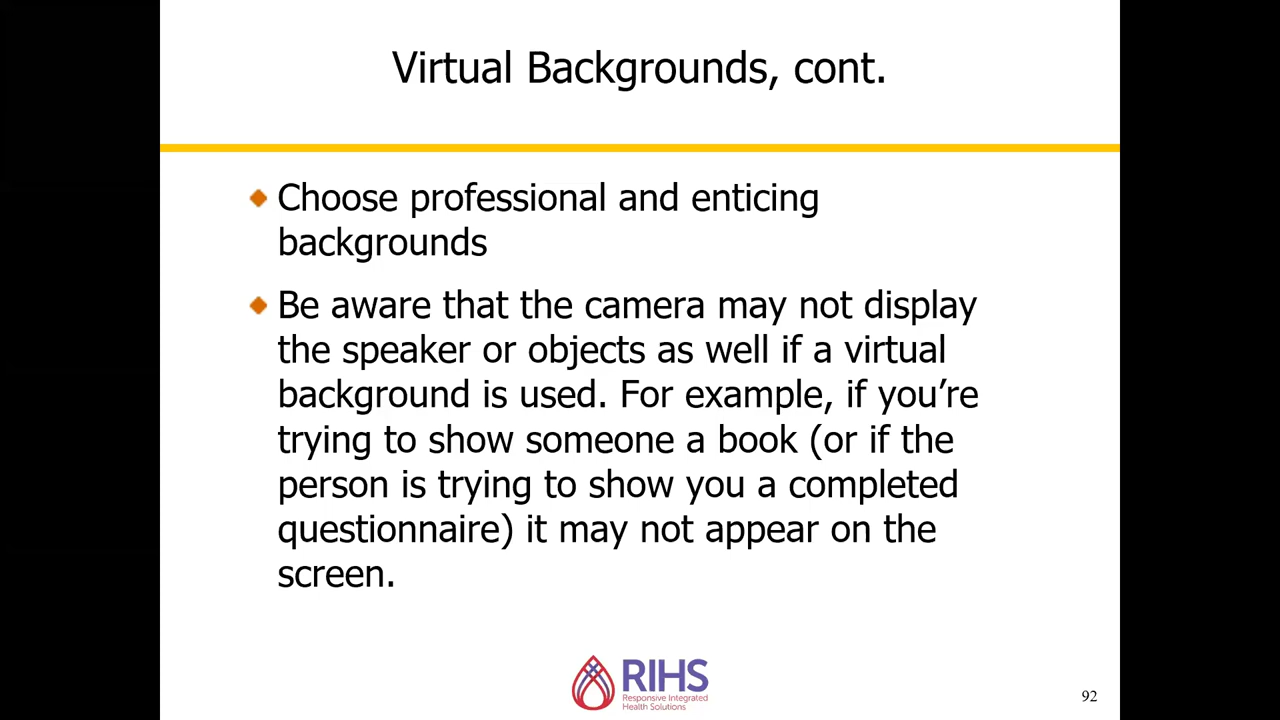 Virtual Backgrounds, cont.
Choose professional and enticing
backgrounds
Be aware that the camera may not display
the speaker or objects as well if a virtual
background is used. For example, if you’re
trying to show someone a book (or if the
person is trying to show you a completed
questionnaire) it may not appear on the
screen.
RIHS
Responsive Integrated
Health Solutions
92